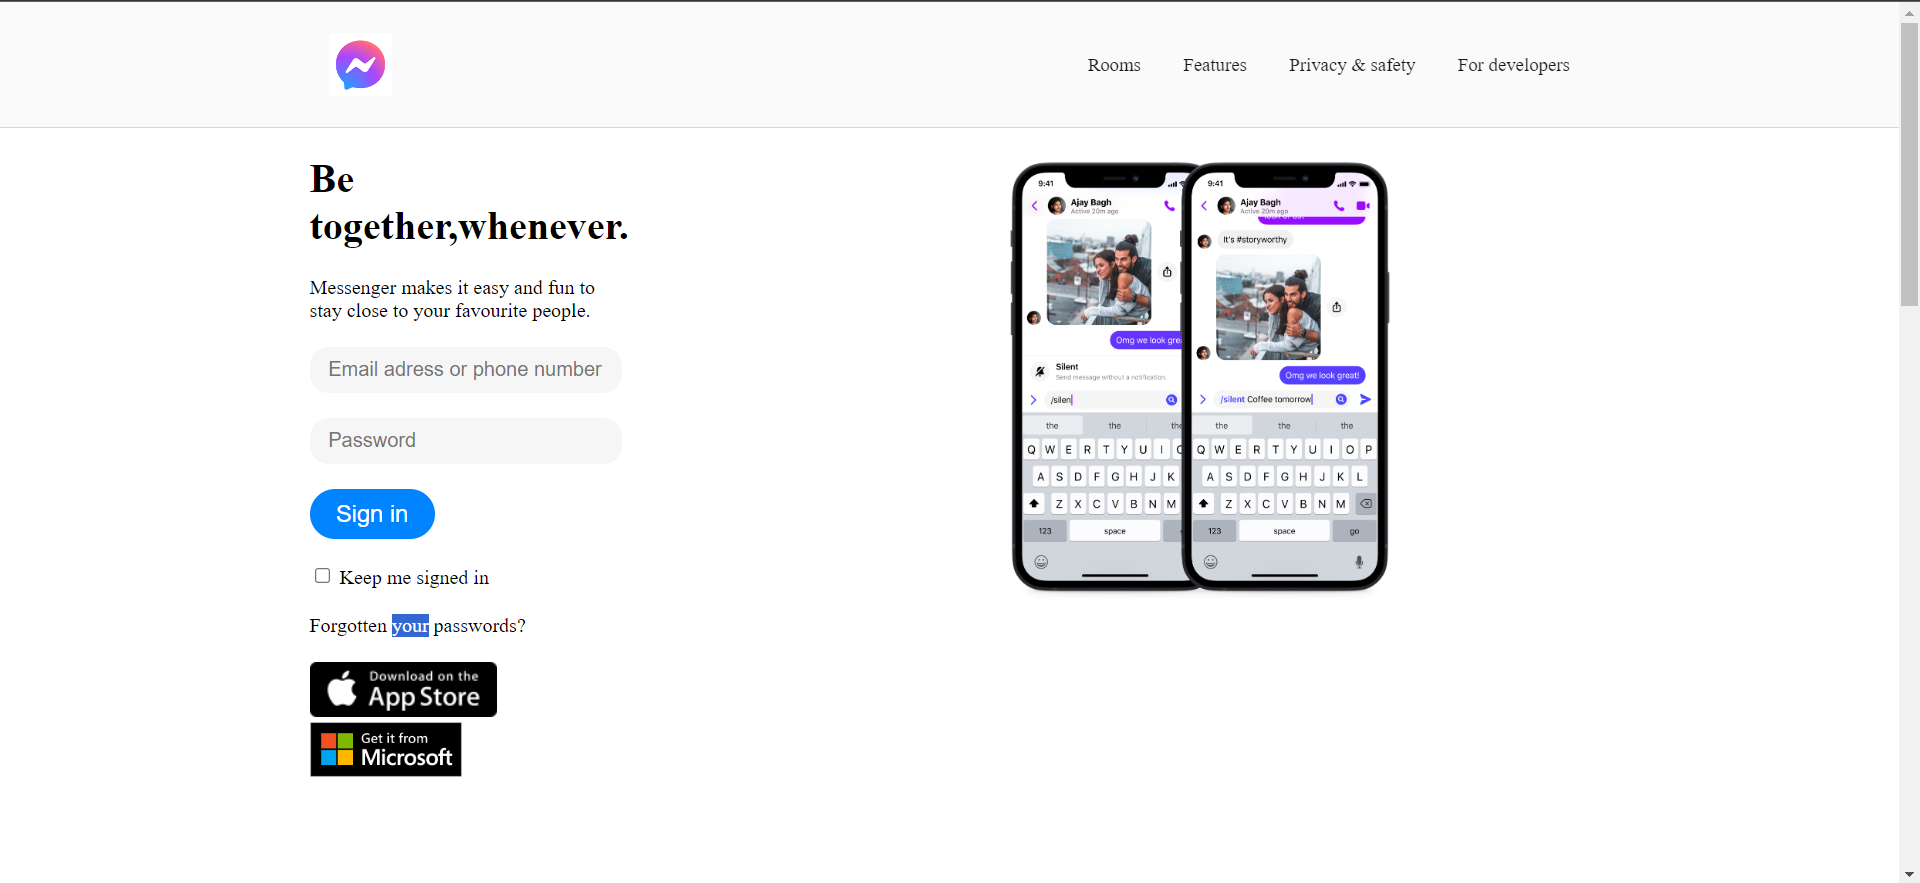 Rooms Features Privacy & safety For developers
Be
together,whenever.
Messenger makes it easy and fun to
stay close to your favourite people.
Email adress or phone number
Password
Sign in
Keep me signed in
Forgotten your passwords?
Download on the
App Store
Get it from
Microsoft
9:41
Ajay Bagh
Active 20m ago
Omg we look grea
Silent
Send message without a notification.
/silen
the the the
Q W E R T Y U I O
A S D F G H J K
Z X C V B N M
123 space
9:41
Ajay Bagh
Active 20m ago
It's #storyworthy
Omg we look great!
/silent Coffee tomorrow
the the the
Q W E R T Y U I O P
A S D F G H J K L
Z X C V B N M
123 space go